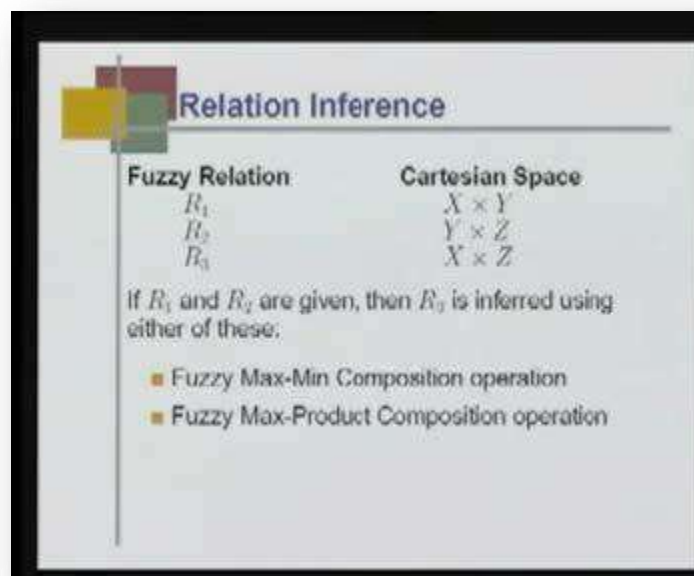 Relation Inference
Fuzzy Relation Cartesian Space
R₁ X × Y
R₂ Y × Z
R₃ X × Z
If R₁ and R₂ are given, then R₃ is inferred using
either of these:
Fuzzy Max-Min Composition operation
Fuzzy Max-Product Composition operation